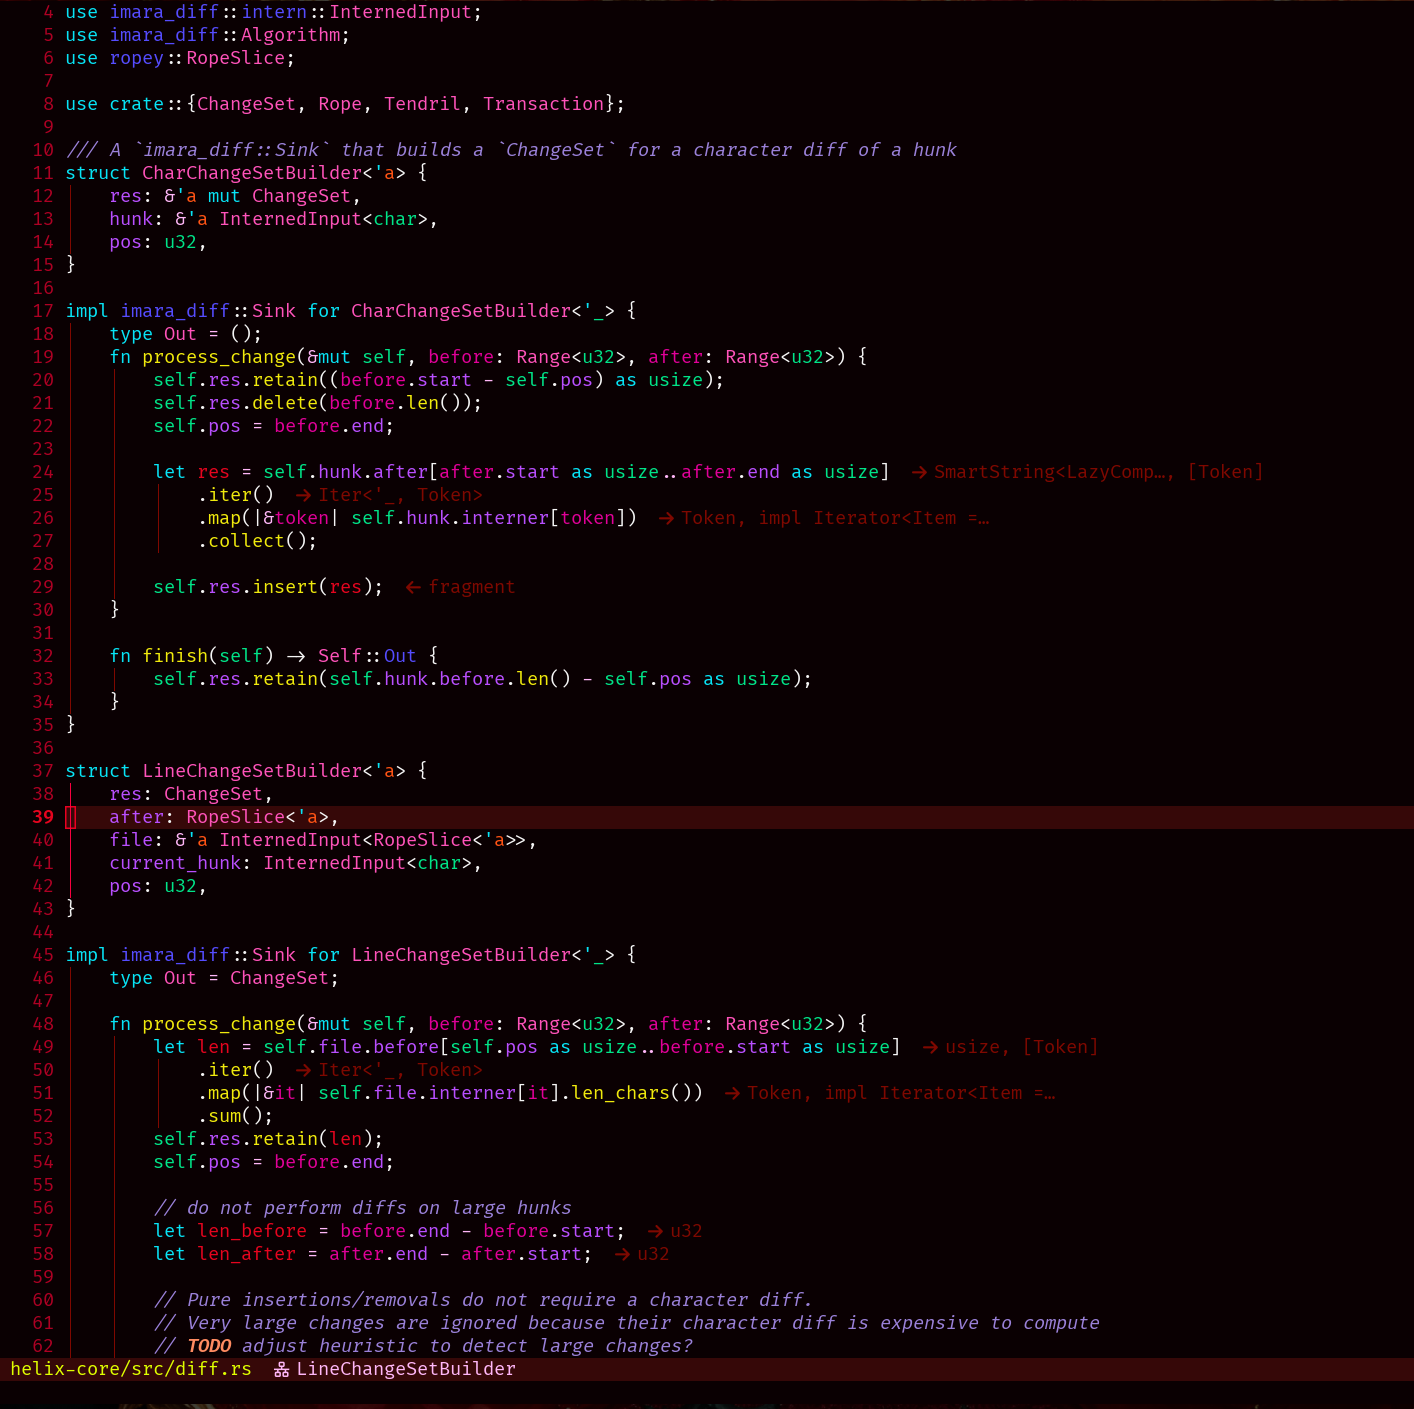 4 use imara_diff::intern::InternedInput;
5 use imara_diff::Algorithm;
6 use ropey::RopeSlice;
7
8 use crate::{ChangeSet, Rope, Tendril, Transaction};
9
10 /// A `imara_diff::Sink` that builds a `ChangeSet` for a character diff of a hunk
11 struct CharChangeSetBuilder<'a> {
12     res: &'a mut ChangeSet,
13     hunk: &'a InternedInput<char>,
14     pos: u32,
15 }
16
17 impl imara_diff::Sink for CharChangeSetBuilder<'_> {
18     type Out = ();
19     fn process_change(&mut self, before: Range<u32>, after: Range<u32>) {
20         self.res.retain((before.start - self.pos) as usize);
21         self.res.delete(before.len());
22         self.pos = before.end;
23
24         let res = self.hunk.after[after.start as usize..after.end as usize]  → SmartString<LazyComp…, [Token]
25             .iter()  → Iter<'_, Token>
26             .map(|&token| self.hunk.interner[token])  → Token, impl Iterator<Item =…
27             .collect();
28
29         self.res.insert(res);  ← fragment
30     }
31
32     fn finish(self) -> Self::Out {
33         self.res.retain(self.hunk.before.len() - self.pos as usize);
34     }
35 }
36
37 struct LineChangeSetBuilder<'a> {
38     res: ChangeSet,
39     after: RopeSlice<'a>,
40     file: &'a InternedInput<RopeSlice<'a>>,
41     current_hunk: InternedInput<char>,
42     pos: u32,
43 }
44
45 impl imara_diff::Sink for LineChangeSetBuilder<'_> {
46     type Out = ChangeSet;
47
48     fn process_change(&mut self, before: Range<u32>, after: Range<u32>) {
49         let len = self.file.before[self.pos as usize..before.start as usize]  → usize, [Token]
50             .iter()  → Iter<'_, Token>
51             .map(|&it| self.file.interner[it].len_chars())  → Token, impl Iterator<Item =…
52             .sum();
53         self.res.retain(len);
54         self.pos = before.end;
55
56         // do not perform diffs on large hunks
57         let len_before = before.end - before.start;  → u32
58         let len_after = after.end - after.start;  → u32
59
60         // Pure insertions/removals do not require a character diff.
61         // Very large changes are ignored because their character diff is expensive to compute
62         // TODO adjust heuristic to detect large changes?
helix-core/src/diff.rs  LineChangeSetBuilder